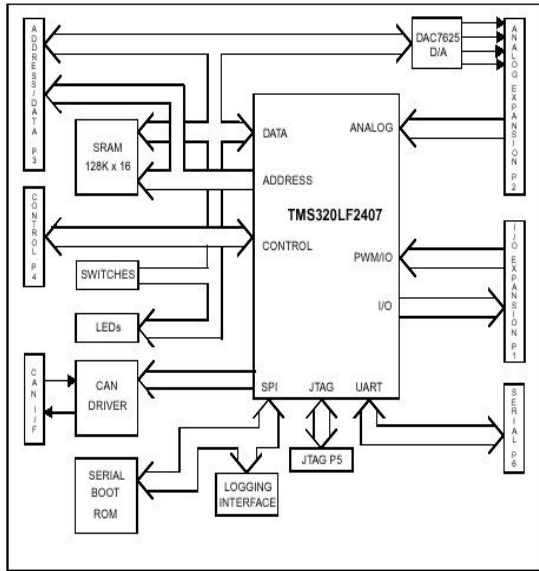 ADDRESS/DATA P3
DAC7625
D/A
ANALOG EXPANSION P2
SRAM
128K x 16
DATA
ANALOG
ADDRESS
TMS320LF2407
CONTROL P4
CONTROL
PWM/IO
I/O EXPANSION P1
SWITCHES
I/O
LEDs
CAN I/F
CAN
DRIVER
SPI
JTAG
UART
SERIAL P6
SERIAL
BOOT
ROM
LOGGING
INTERFACE
JTAG P5